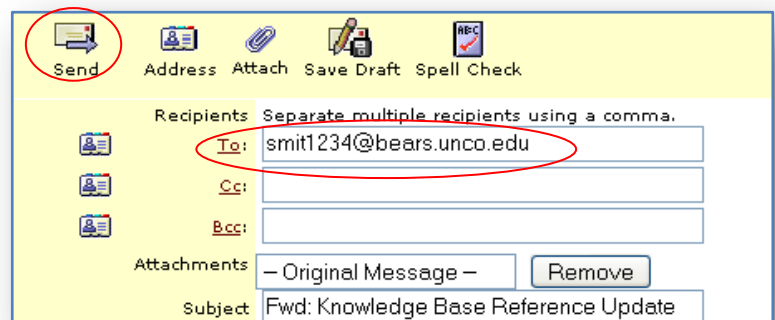 ABC
Send Address Attach Save Draft Spell Check
Recipients Separate multiple recipients using a comma.
To: smit1234@bears.unco.edu
Cc:
Bcc:
Attachments – Original Message – Remove
Subject Fwd: Knowledge Base Reference Update